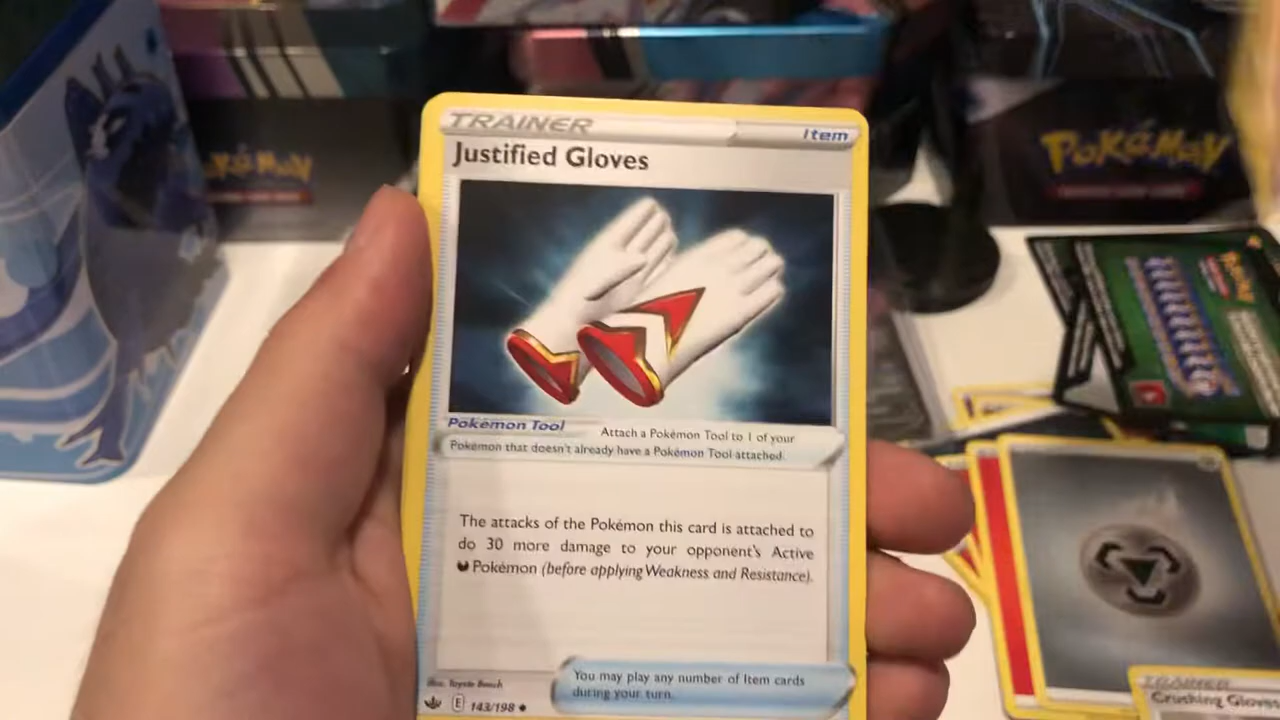 TRAINER
Item
Justified Gloves
Pokémon Tool
Attach a Pokémon Tool to 1 of your
Pokémon that doesn't already have a Pokémon Tool attached.
The attacks of the Pokémon this card is attached to
do 30 more damage to your opponent's Active
Pokémon (before applying Weakness and Resistance).
You may play any number of Item cards
during your turn.
illus. Toyste Beach
E
143/198
POKéMON
POKéMON
TRAINER
Crushing Gloves